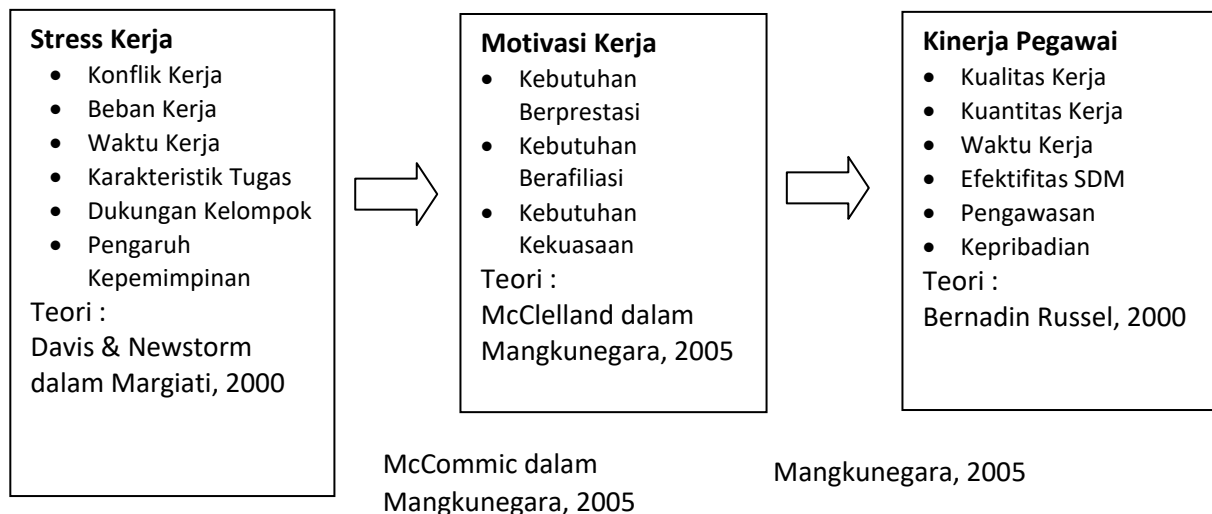 Stress Kerja
• Konflik Kerja
• Beban Kerja
• Waktu Kerja
• Karakteristik Tugas
• Dukungan Kelompok
• Pengaruh
Kepemimpinan
Teori :
Davis & Newstorm
dalam Margiati, 2000
Motivasi Kerja
• Kebutuhan
Berprestasi
• Kebutuhan
Berafiliasi
• Kebutuhan
Kekuasaan
Teori :
McClelland dalam
Mangkunegara, 2005
Kinerja Pegawai
• Kualitas Kerja
• Kuantitas Kerja
• Waktu Kerja
• Efektifitas SDM
• Pengawasan
• Kepribadian
Teori :
Bernadin Russel, 2000
McCommic dalam
Mangkunegara, 2005
Mangkunegara, 2005